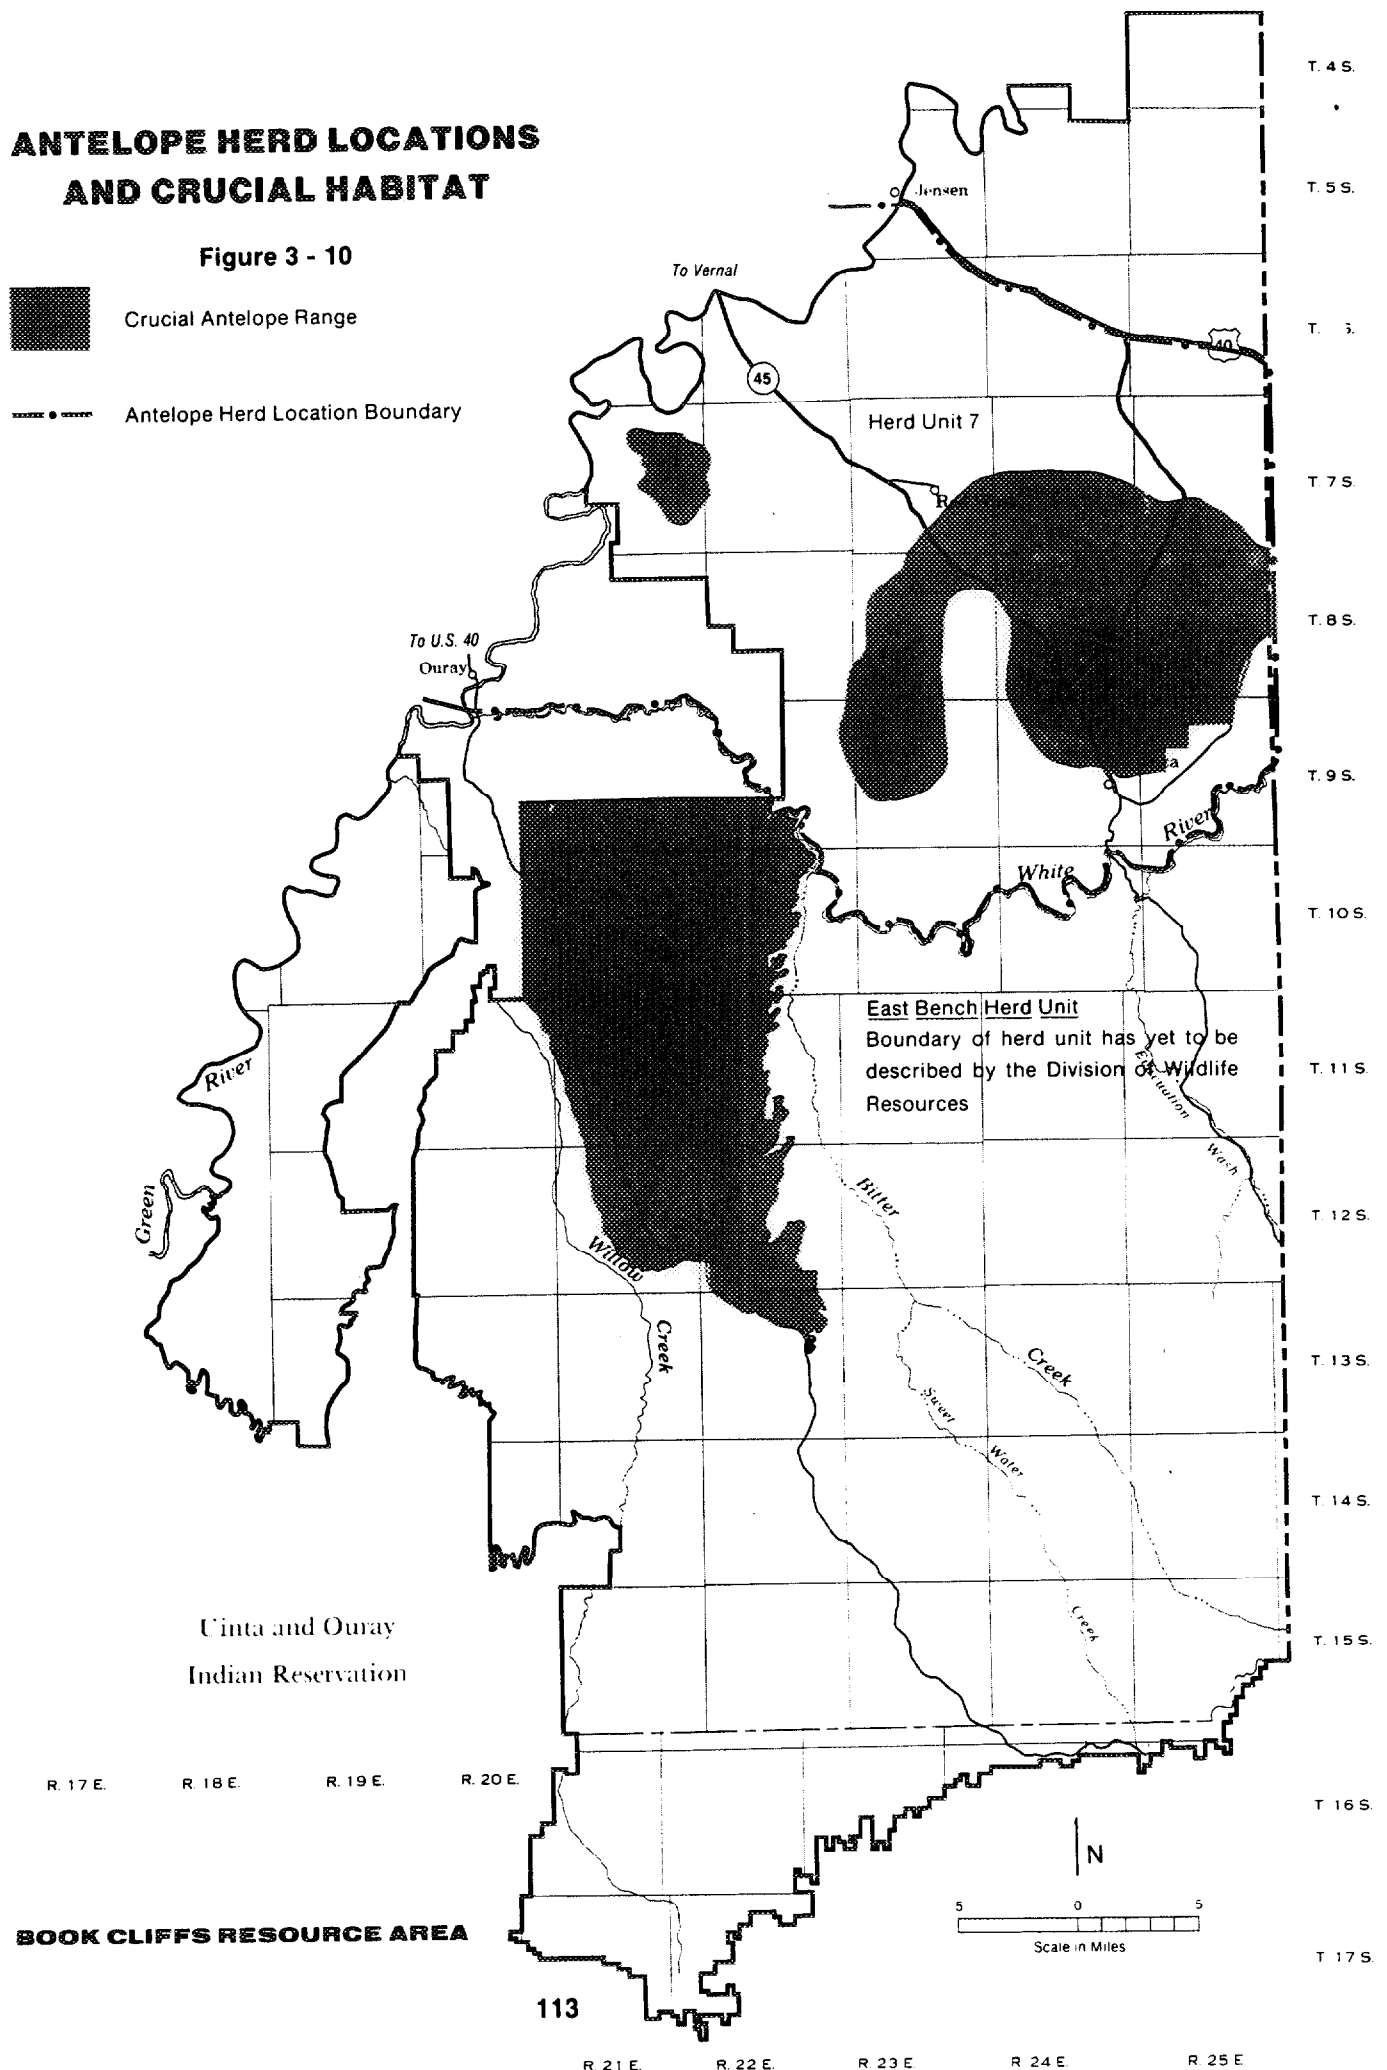 ANTELOPE HERD LOCATIONS
AND CRUCIAL HABITAT
Figure 3 - 10
Crucial Antelope Range
Antelope Herd Location Boundary
T. 4 S.
Jensen
T. 5 S.
To Vernal
T. S.
40
45
Herd Unit 7
T. 7 S.
R
T. 8 S.
To U.S. 40
Ouray
T. 9 S.
River
White
T. 10 S.
East Bench Herd Unit
Boundary of herd unit has yet to be
described by the Division of Wildlife
Resources
T. 11 S.
Evacuation
Wash
River
Green
Bitter
T. 12 S.
Willow
Creek
Creek
T. 13 S.
Sweet
Water
Creek
T. 14 S.
Uinta and Ouray
Indian Reservation
T. 15 S.
R. 17 E.
R. 18 E.
R. 19 E.
R. 20 E.
T 16 S.
N
5 0 5
Scale in Miles
BOOK CLIFFS RESOURCE AREA
T 17 S.
113
R. 21 E.
R. 22 E.
R. 23 E.
R. 24 E.
R. 25 E